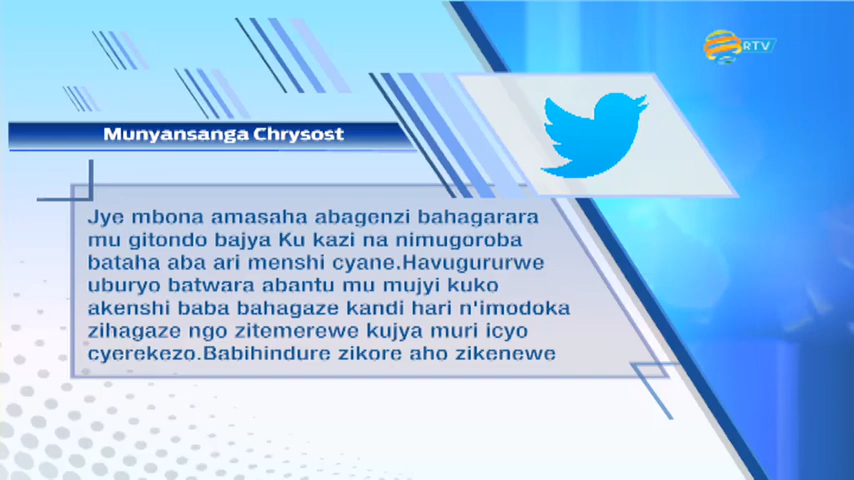 RTV
Munyansanga Chrysost
Jye mbona amasaha abagenzi bahagarara
mu gitondo bajya Ku kazi na nimugoroba
bataha aba ari menshi cyane.Havugururwe
uburyo batwara abantu mu mujyi kuko
akenshi baba bahagaze kandi hari n'imodoka
zihagaze ngo zitemerewe kujya muri icyo
cyerekezo.Babihindure zikore aho zikenewe